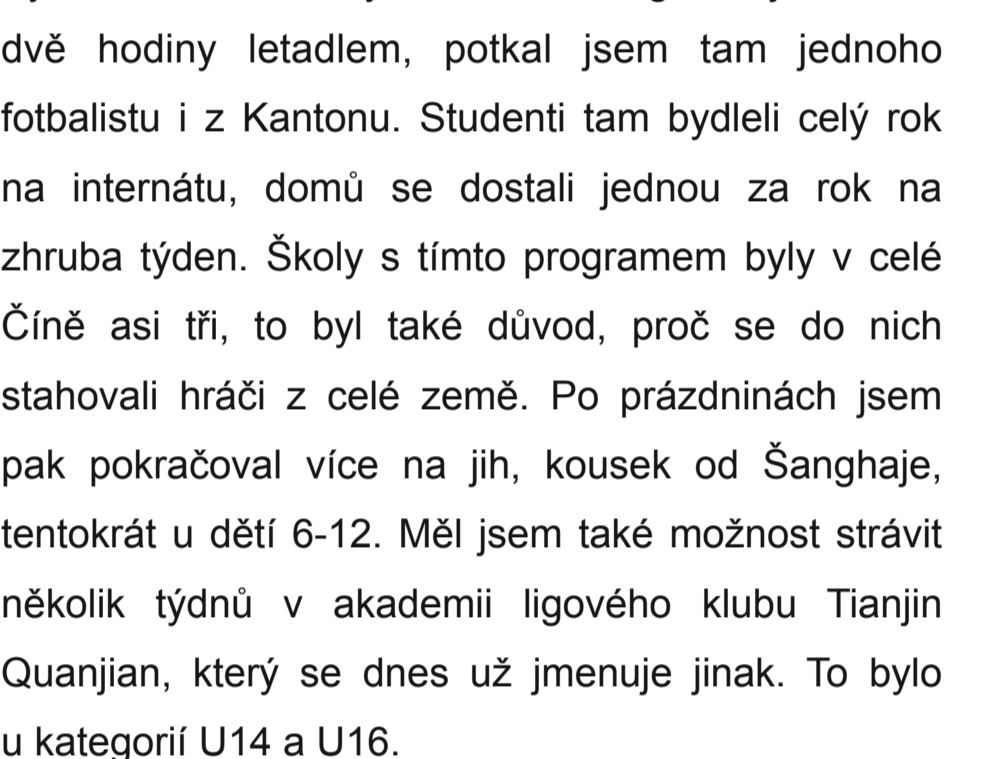 dvě hodiny letadlem, potkal jsem tam jednoho
fotbalistu i z Kantonu. Studenti tam bydleli celý rok
na internátu, domů se dostali jednou za rok na
zhruba týden. Školy s tímto programem byly v celé
Číně asi tři, to byl také důvod, proč se do nich
stahovali hráči z celé země. Po prázdninách jsem
pak pokračoval více na jih, kousek od Šanghaje,
tentokrát u dětí 6-12. Měl jsem také možnost strávit
několik týdnů v akademii ligového klubu Tianjin
Quanjian, který se dnes už jmenuje jinak. To bylo
u kategorií U14 a U16.